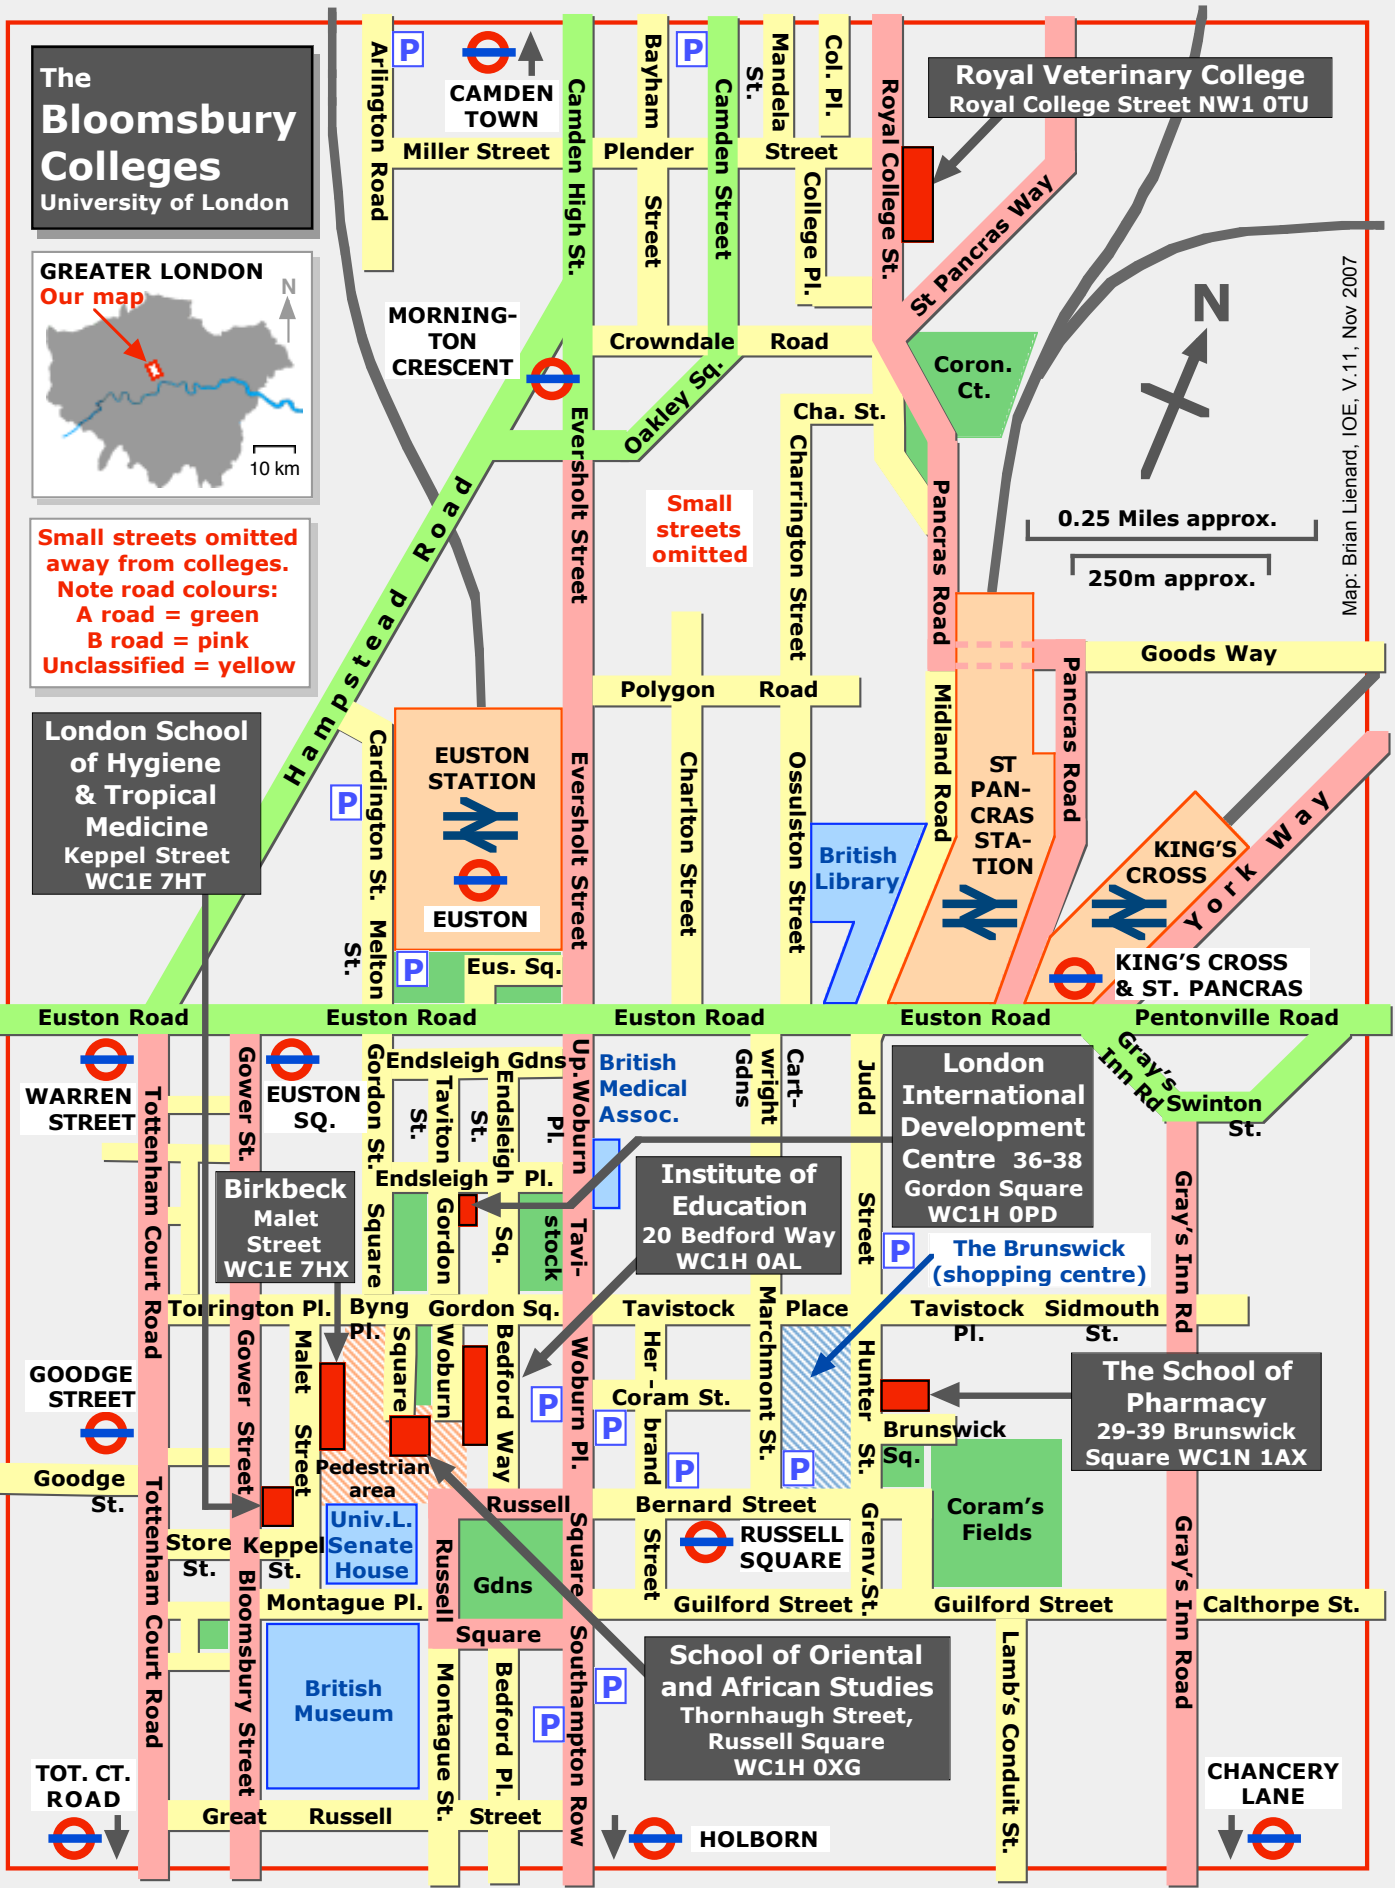 The
Bloomsbury
Colleges
University of London
GREATER LONDON
Our map
N
10 km
Small streets omitted
away from colleges.
Note road colours:
A road = green
B road = pink
Unclassified = yellow
Arlington Road
P
CAMDEN
TOWN
Camden High St.
Bayham
Street
P
Camden Street
Mandela
St.
Col. Pl.
Royal College St.
Royal Veterinary College
Royal College Street NW1 0TU
Miller Street
Plender
Street
College Pl.
St Pancras Way
N
Map: Brian Lienard, IOE, V.11, Nov 2007
MORNING-
TON
CRESCENT
Crowndale
Road
Coron.
Ct.
Oakley Sq.
Cha. St.
Eversholt Street
Charrington Street
Small
streets
omitted
Pancras Road
0.25 Miles approx.
250m approx.
Hampstead Road
Goods Way
Polygon
Road
Midland Road
Pancras Road
London School
of Hygiene
& Tropical
Medicine
Keppel Street
WC1E 7HT
Cardington St.
P
EUSTON
STATION
EUSTON
Eversholt Street
Charlton Street
Ossulston Street
British
Library
ST
PAN-
CRAS
STA-
TION
KING'S
CROSS
York Way
Melton
St.
P
Eus. Sq.
KING'S CROSS
& ST. PANCRAS
Euston Road
Euston Road
Euston Road
Euston Road
Pentonville Road
WARREN
STREET
Tottenham Court Road
Gower St.
EUSTON
SQ.
Gordon St.
Endsleigh Gdns
Taviton
St.
Endsleigh
St.
Pl.
Up.Woburn
British
Medical
Assoc.
Cart-
wright
Gdns
Judd
Street
London
International
Development
Centre 36-38
Gordon Square
WC1H 0PD
Gray's
Inn Rd
Swinton
St.
Birkbeck
Malet
Street
WC1E 7HX
Endsleigh
Pl.
Square
Gordon
Sq.
Tavi-
stock
Institute of
Education
20 Bedford Way
WC1H 0AL
P
The Brunswick
(shopping centre)
Gray's Inn Rd
Torrington Pl.
Byng
Pl.
Gordon Sq.
Tavistock
Place
Tavistock
Pl.
Sidmouth
St.
GOODGE
STREET
Gower Street
Malet
Street
Square
Woburn
Bedford Way
Woburn Pl.
P
Her-
brand
Street
Coram St.
P
P
Marchmont St.
P
Hunter
St.
Brunswick
Sq.
The School of
Pharmacy
29-39 Brunswick
Square WC1N 1AX
Goodge
St.
Tottenham Court Road
Pedestrian
area
Russell
Square
Bernard Street
RUSSELL
SQUARE
Grenv.St.
Coram's
Fields
Gray's Inn Road
Store
St.
Keppel
St.
Univ.L.
Senate
House
Russell
Gdns
Square
Montague Pl.
Guilford Street
Guilford Street
Calthorpe St.
Bloomsbury Street
British
Museum
Montague St.
Bedford Pl.
Southampton Row
P
P
School of Oriental
and African Studies
Thornhaugh Street,
Russell Square
WC1H 0XG
Lamb's Conduit St.
TOT. CT.
ROAD
Great
Russell
Street
HOLBORN
CHANCERY
LANE